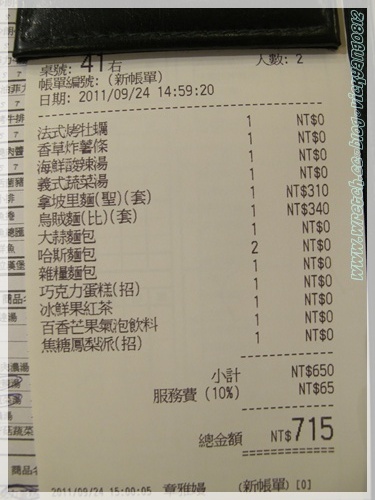 桌號: 41右 人數: 2
帳單編號: (新帳單)
日期: 2011/09/24 14:59:20
法式烤牡蠣 1 NT$0
香草炸薯條 1 NT$0
海鮮酸辣湯 1 NT$0
義式蔬菜湯 1 NT$0
拿坡里麵(聖)(套) 1 NT$310
烏賊麵(比)(套) 1 NT$340
大蒜麵包 1 NT$0
哈斯麵包 2 NT$0
雜糧麵包 1 NT$0
巧克力蛋糕(招) 1 NT$0
冰鮮果紅茶 1 NT$0
百香芒果氣泡飲料 1 NT$0
焦糖鳳梨派(招) 1 NT$0
小計 NT$650
服務費 (10%) NT$65
總金額 NT$715
2011/09/24 15:00:05 章雅嫚 (新帳單) [0]